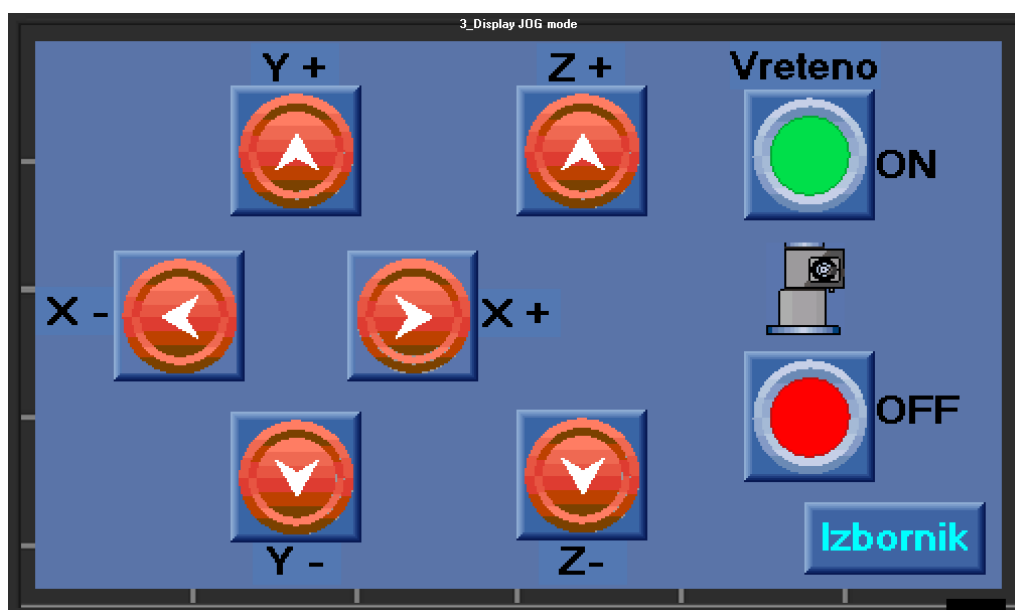 3_Display JOG mode
Y +
Z +
Vreteno
ON
X -
X +
OFF
Izbornik
Y -
Z-